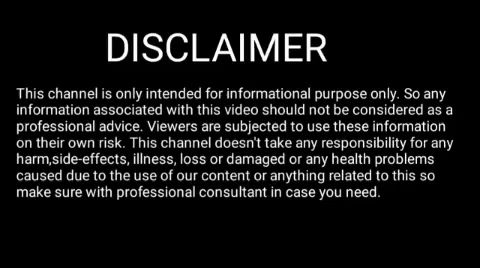 DISCLAIMER
This channel is only intended for informational purpose only. So any
information associated with this video should not be considered as a
professional advice. Viewers are subjected to use these information
on their own risk. This channel doesn't take any responsibility for any
harm,side-effects, illness, loss or damaged or any health problems
caused due to the use of our content or anything related to this so
make sure with professional consultant in case you need.